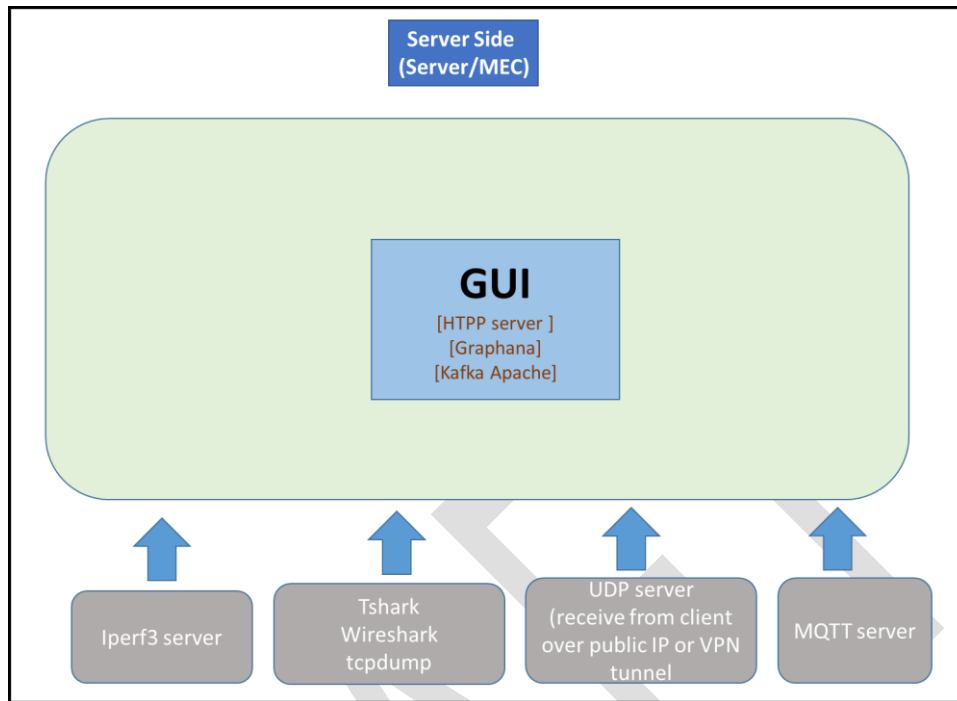 Server Side
(Server/MEC)
GUI
[HTPP server ]
[Graphana]
[Kafka Apache]
Iperf3 server
Tshark
Wireshark
tcpdump
UDP server
(receive from client
over public IP or VPN
tunnel
MQTT server